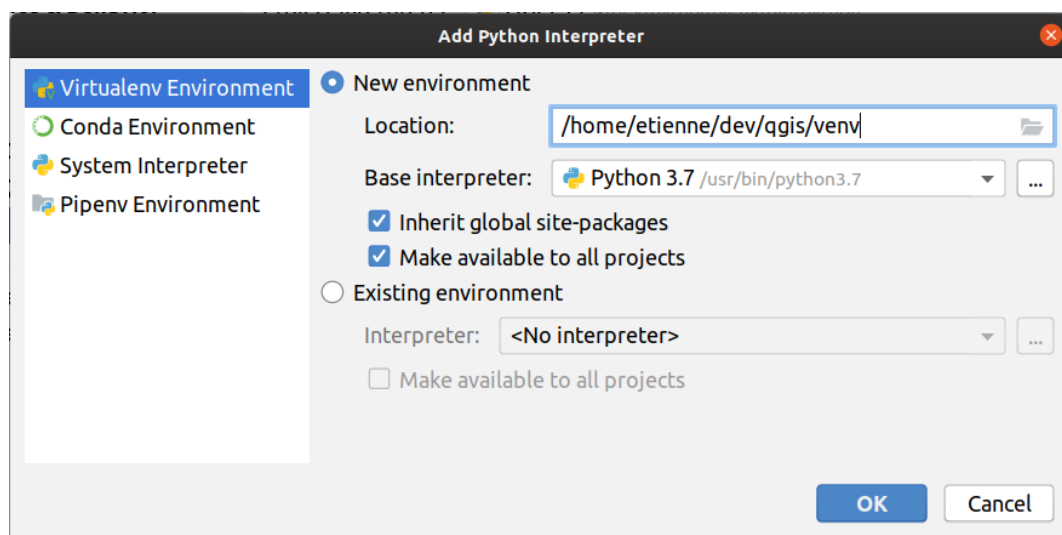 Add Python Interpreter
Virtualenv Environment
Conda Environment
System Interpreter
Pipenv Environment
New environment
Location: /home/etienne/dev/qgis/venv
Base interpreter: Python 3.7 /usr/bin/python3.7 ...
Inherit global site-packages
Make available to all projects
Existing environment
Interpreter: <No interpreter> ...
Make available to all projects
OK Cancel